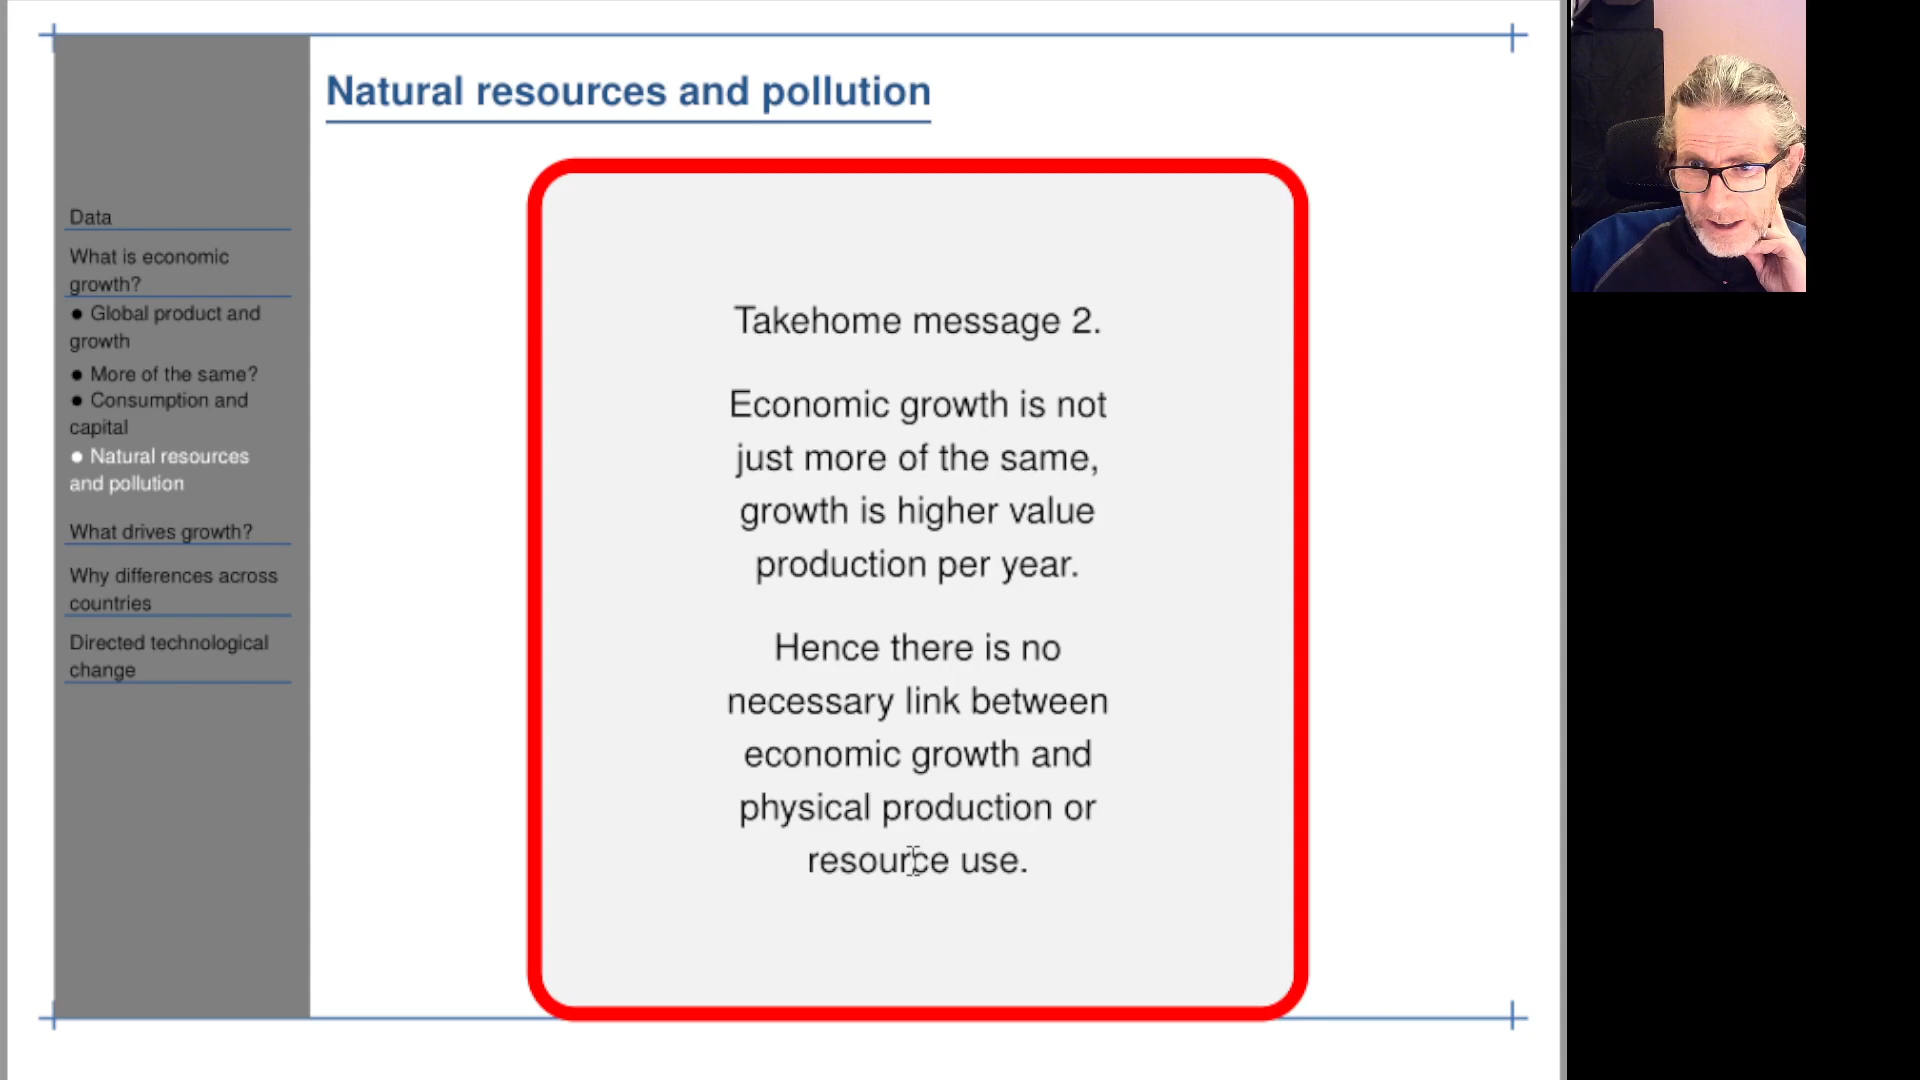 Natural resources and pollution
Data
What is economic
growth?
● Global product and
growth
● More of the same?
● Consumption and
capital
● Natural resources
and pollution
What drives growth?
Why differences across
countries
Directed technological
change
Takehome message 2.
Economic growth is not
just more of the same,
growth is higher value
production per year.
Hence there is no
necessary link between
economic growth and
physical production or
resource use.